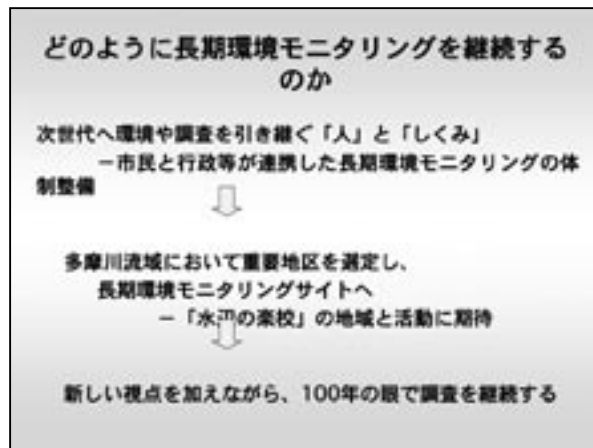 どのように長期環境モニタリングを継続する
のか
次世代へ環境や調査を引き継ぐ「人」と「しくみ」
－市民と行政等が連携した長期環境モニタリングの体
制整備
多摩川流域において重要地区を選定し、
長期環境モニタリングサイトへ
－「水辺の楽校」の地域と活動に期待
新しい視点を加えながら、100年の眼で調査を継続する